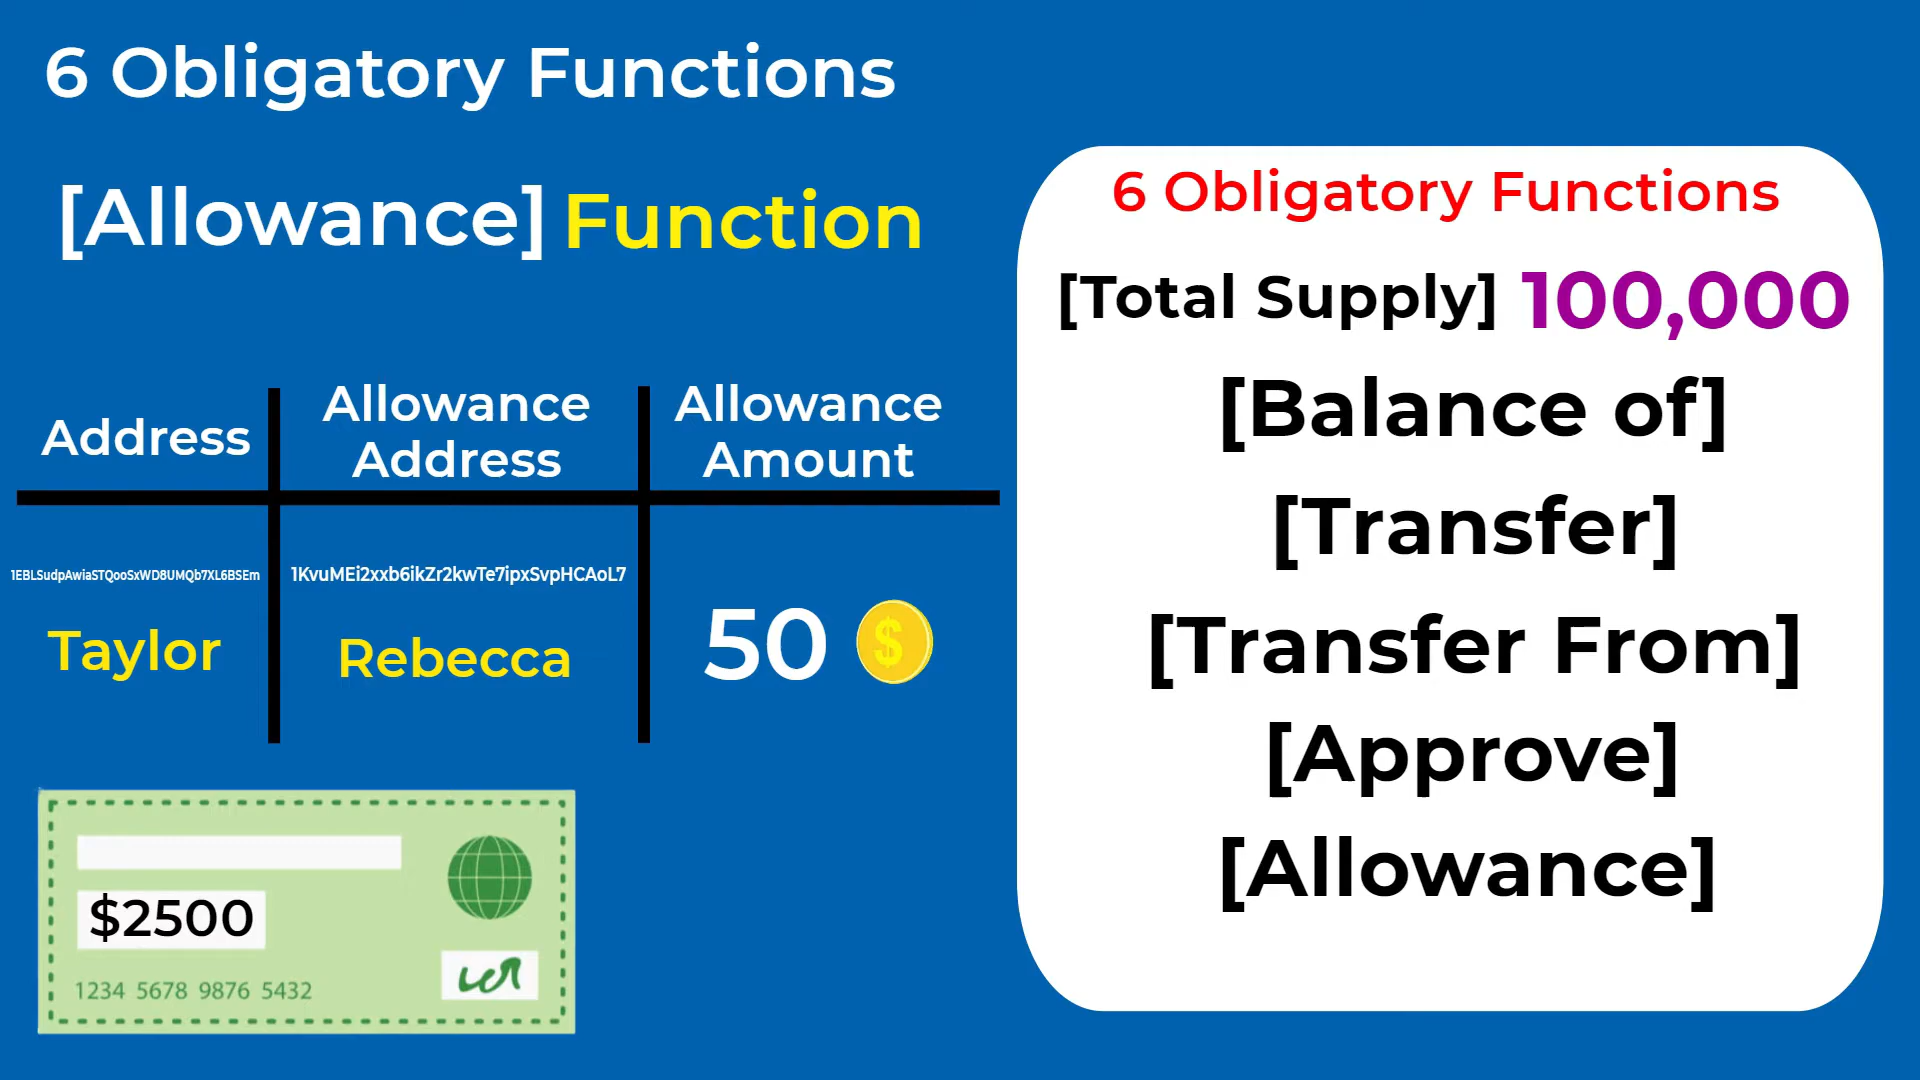 6 Obligatory Functions
[Allowance] Function
Address
Allowance
Address
Allowance
Amount
1EBLSudpAwiaSTQooSxWD8UMQb7XL6BSEm
1KvuMEi2xxb6ikZr2kwTe7ipxSvpHCAoL7
Taylor
Rebecca
50 $
$2500
1234 5678 9876 5432
6 Obligatory Functions
[Total Supply] 100,000
[Balance of]
[Transfer]
[Transfer From]
[Approve]
[Allowance]